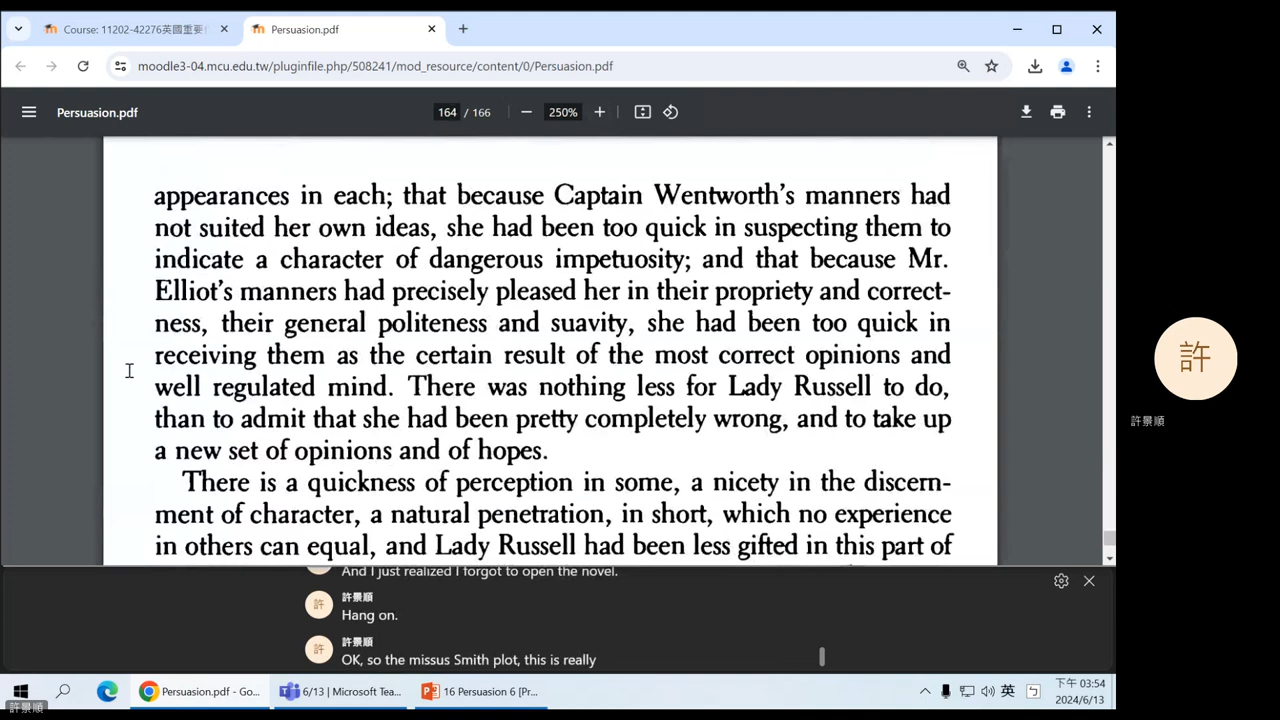 Course: 11202-42276英國重要
Persuasion.pdf
moodle3-04.mcu.edu.tw/pluginfile.php/508241/mod_resource/content/0/Persuasion.pdf
Persuasion.pdf
164 / 166
250%
appearances in each; that because Captain Wentworth's manners had
not suited her own ideas, she had been too quick in suspecting them to
indicate a character of dangerous impetuosity; and that because Mr.
Elliot's manners had precisely pleased her in their propriety and correct-
ness, their general politeness and suavity, she had been too quick in
receiving them as the certain result of the most correct opinions and
well regulated mind. There was nothing less for Lady Russell to do,
than to admit that she had been pretty completely wrong, and to take up
a new set of opinions and of hopes.
There is a quickness of perception in some, a nicety in the discern-
ment of character, a natural penetration, in short, which no experience
in others can equal, and Lady Russell had been less gifted in this part of
許
許景順
And I just realized I forgot to open the novel.
許
許景順
Hang on.
許
許景順
OK, so the missus Smith plot, this is really
Persuasion.pdf - Go...
6/13 | Microsoft Tea...
16 Persuasion 6 [Pr...
英
下午 03:54
2024/6/13
許景順